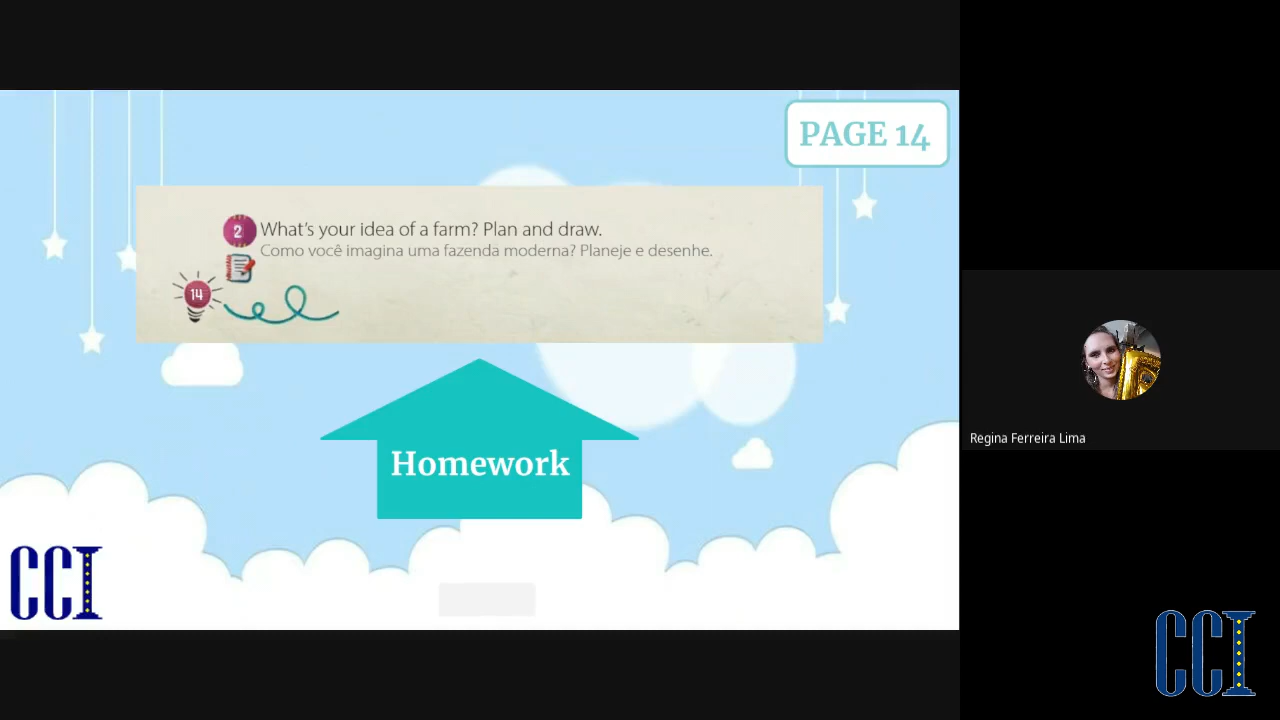 PAGE 14
2 What's your idea of a farm? Plan and draw.
Como você imagina uma fazenda moderna? Planeje e desenhe.
14
Homework
CCI
Regina Ferreira Lima
CCI